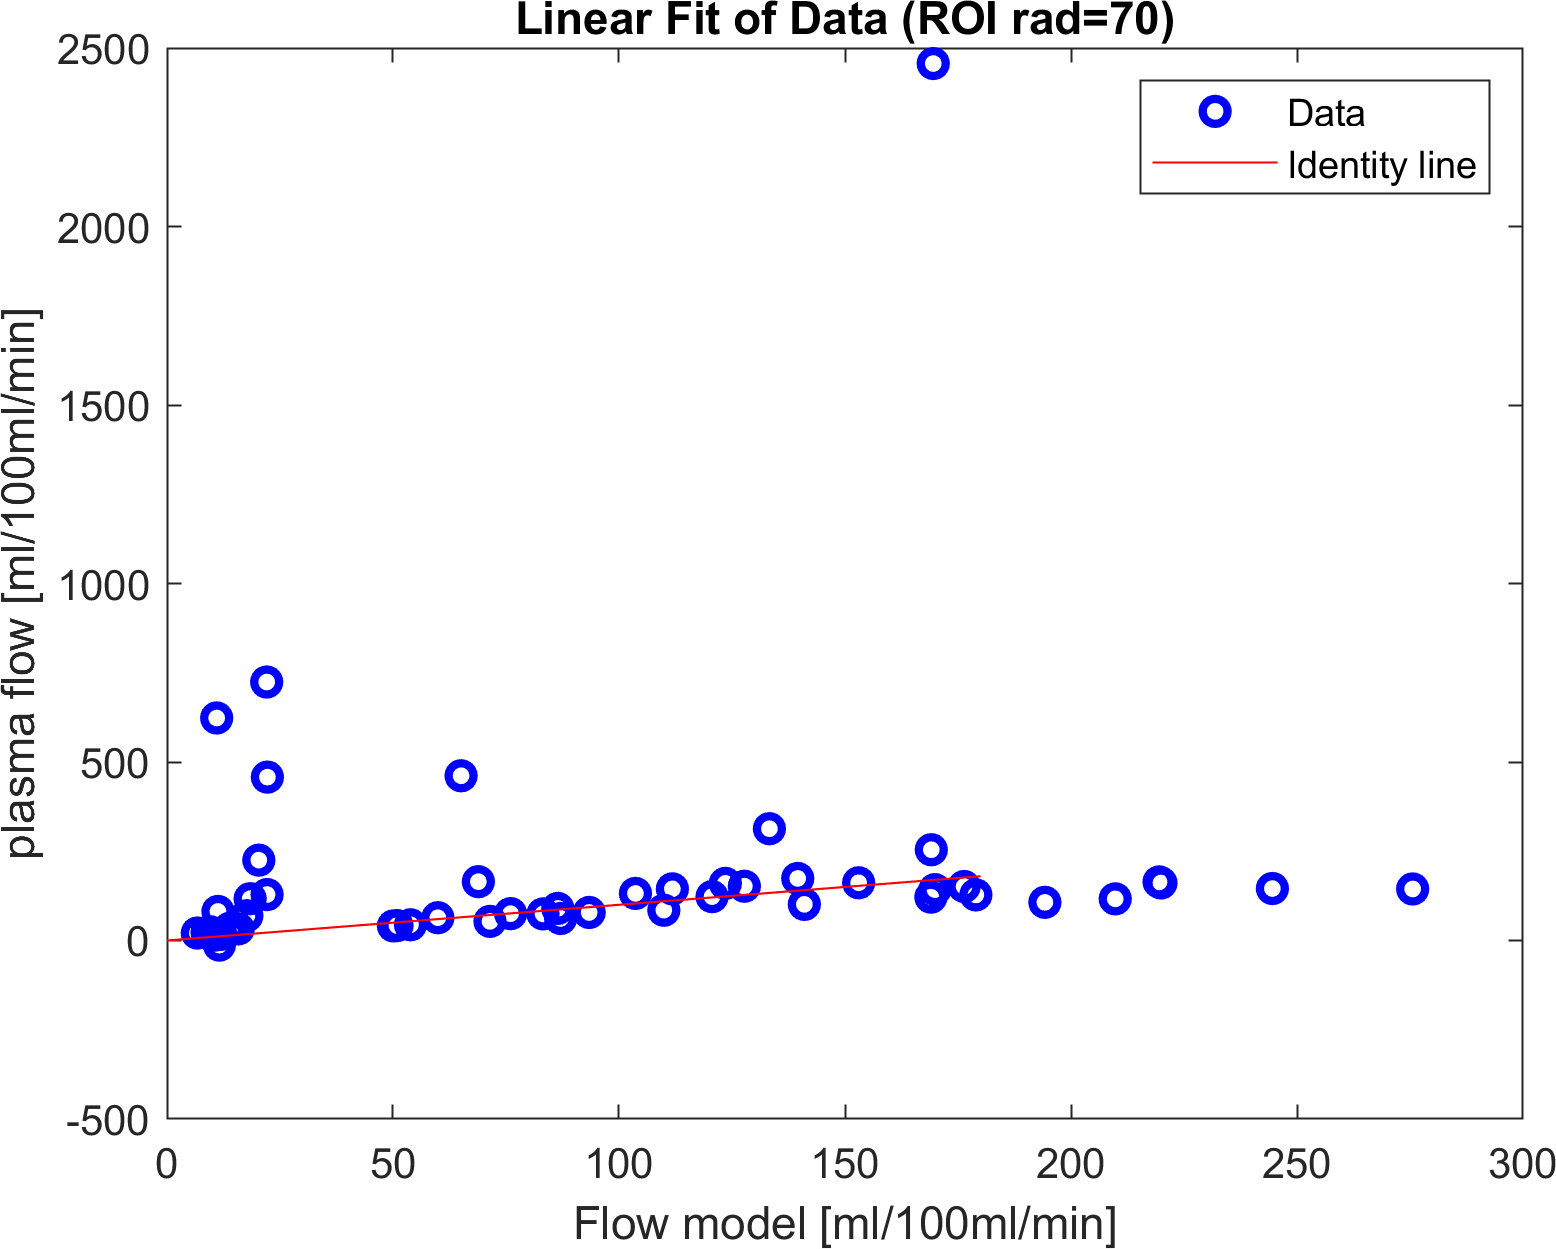 Linear Fit of Data (ROI rad=70)
2500
2000
1500
1000
500
0
-500
plasma flow [ml/100ml/min]
Data
Identity line
0 50 100 150 200 250 300
Flow model [ml/100ml/min]